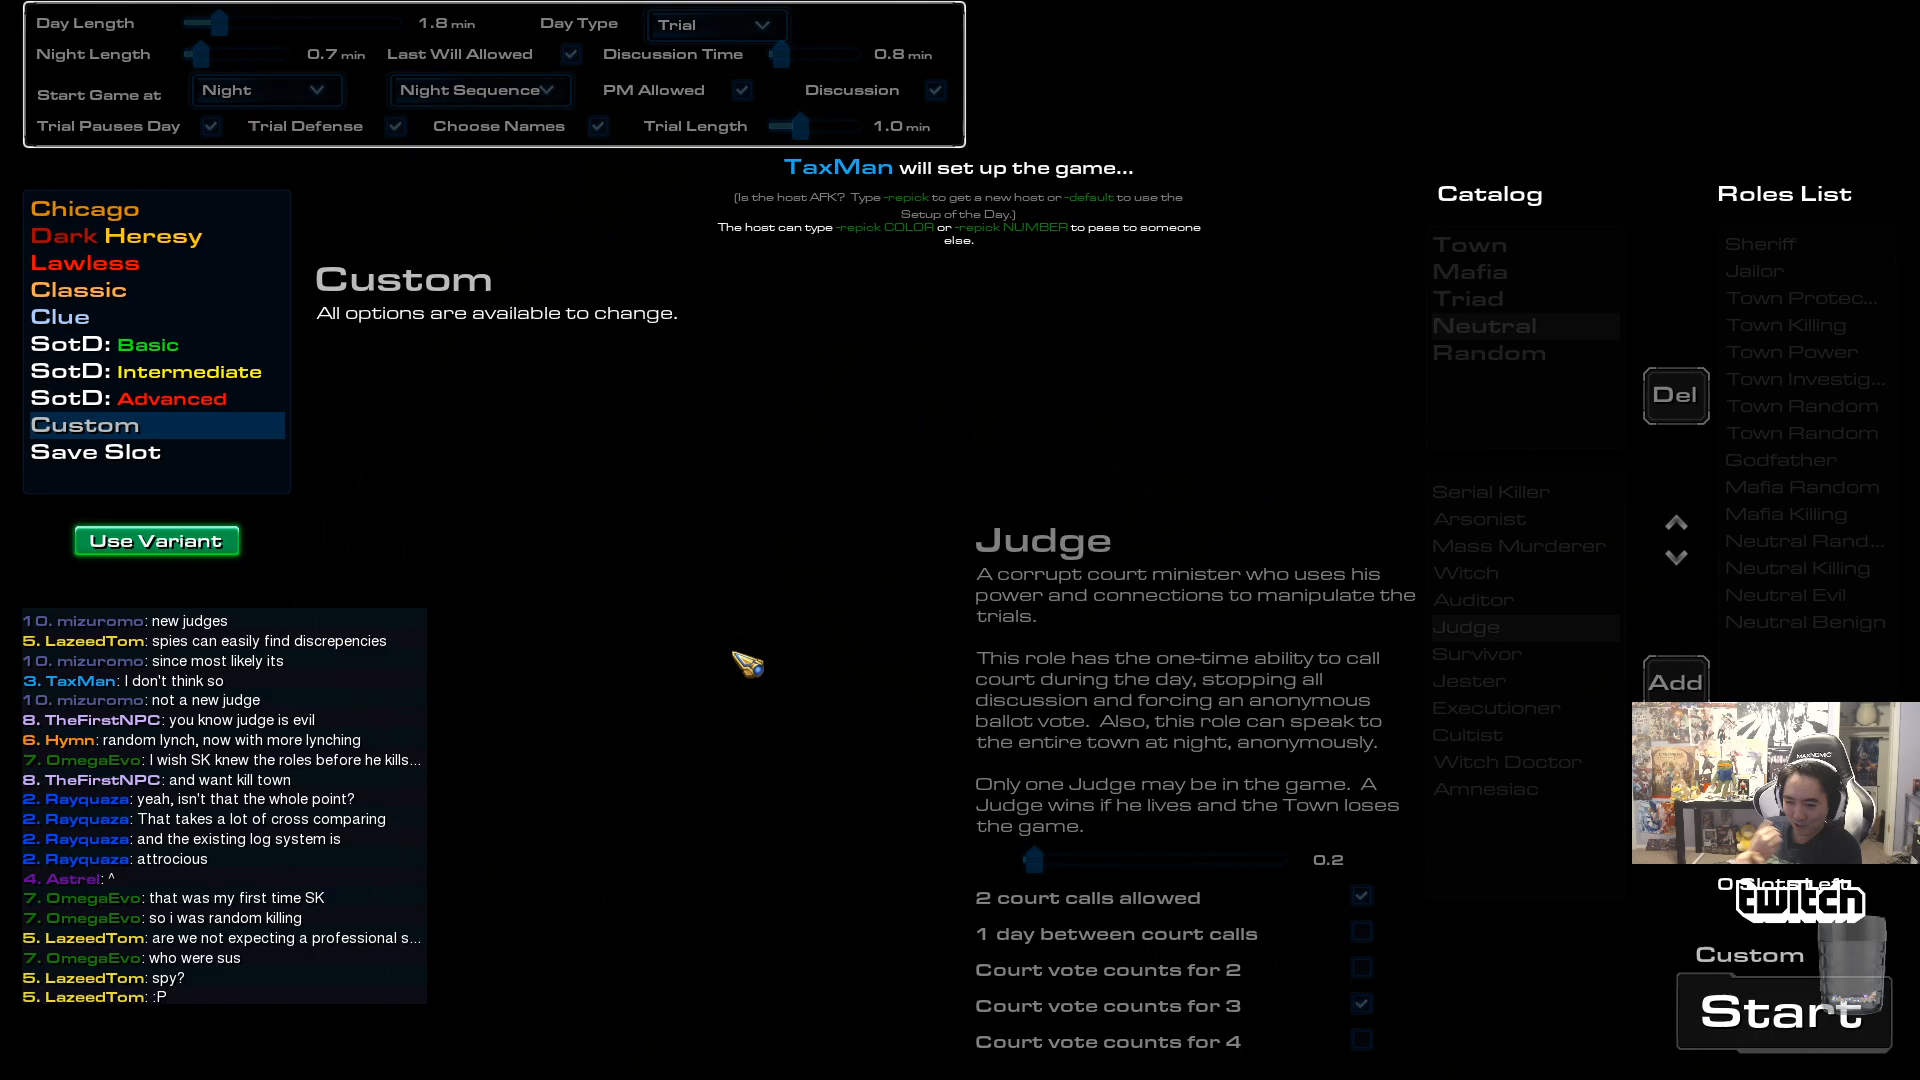 Day Length 1.8 min Day Type Trial
Night Length 0.7 min Last Will Allowed Discussion Time 0.8 min
Start Game at Night Night Sequence PM Allowed Discussion
Trial Pauses Day Trial Defense Choose Names Trial Length 1.0 min
TaxMan will set up the game...
(Is the host AFK? Type -repick to get a new host or -default to use the
Setup of the Day.)
The host can type -repick COLOR or -repick NUMBER to pass to someone
else.
Chicago
Dark Heresy
Lawless
Classic
Clue
SotD: Basic
SotD: Intermediate
SotD: Advanced
Custom
Save Slot
Use Variant
Custom
All options are available to change.
Catalog
Town
Mafia
Triad
Neutral
Random
Serial Killer
Arsonist
Mass Murderer
Witch
Auditor
Judge
Survivor
Jester
Executioner
Cultist
Witch Doctor
Amnesiac
Del
Add
Roles List
Sheriff
Jailor
Town Protec...
Town Killing
Town Power
Town Investig...
Town Random
Town Random
Godfather
Mafia Random
Mafia Killing
Neutral Rand...
Neutral Killing
Neutral Evil
Neutral Benign
Judge
A corrupt court minister who uses his
power and connections to manipulate the
trials.
This role has the one-time ability to call
court during the day, stopping all
discussion and forcing an anonymous
ballot vote. Also, this role can speak to
the entire town at night, anonymously.
Only one Judge may be in the game. A
Judge wins if he lives and the Town loses
the game.
0.2
2 court calls allowed
1 day between court calls
Court vote counts for 2
Court vote counts for 3
Court vote counts for 4
10. mizuromo: new judges
5. LazeedTom: spies can easily find discrepencies
10. mizuromo: since most likely its
3. TaxMan: I don't think so
10. mizuromo: not a new judge
8. TheFirstNPC: you know judge is evil
6. Hymn: random lynch, now with more lynching
7. OmegaEvo: I wish SK knew the roles before he kills...
8. TheFirstNPC: and want kill town
2. Rayquaza: yeah, isn't that the whole point?
2. Rayquaza: That takes a lot of cross comparing
2. Rayquaza: and the existing log system is
2. Rayquaza: attrocious
4. Astrel: ^
7. OmegaEvo: that was my first time SK
7. OmegaEvo: so i was random killing
5. LazeedTom: are we not expecting a professional s...
7. OmegaEvo: who were sus
5. LazeedTom: spy?
5. LazeedTom: :P
MAXNOMIC
0 Slots Left
twitch
Custom
Start